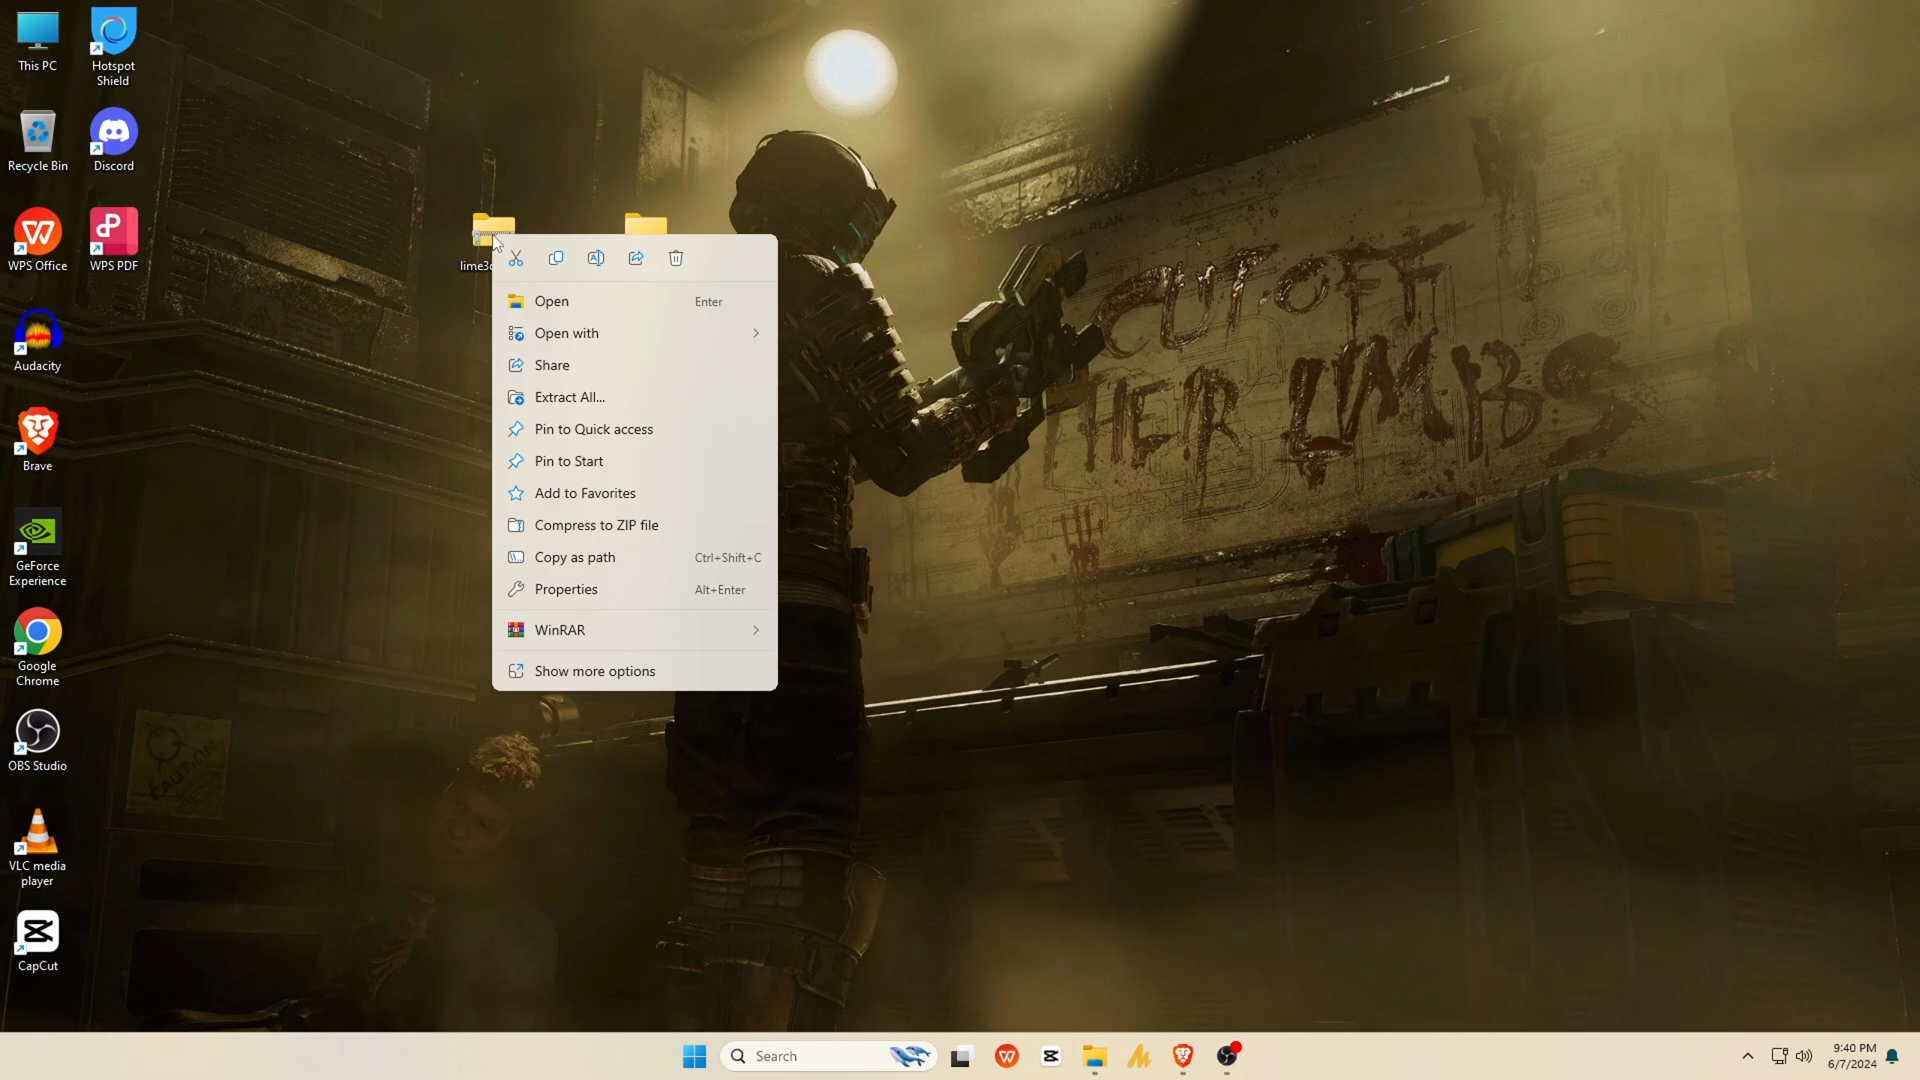 This PC
Hotspot
Shield
Recycle Bin
Discord
WPS Office
WPS PDF
Audacity
Brave
GeForce
Experience
Google
Chrome
OBS Studio
VLC media
player
CapCut
Open Enter
Open with
Share
Extract All...
Pin to Quick access
Pin to Start
Add to Favorites
Compress to ZIP file
Copy as path Ctrl+Shift+C
Properties Alt+Enter
WinRAR
Show more options
CUT OFF
LIMBS
CAUTION
Search
9:40 PM
6/7/2024